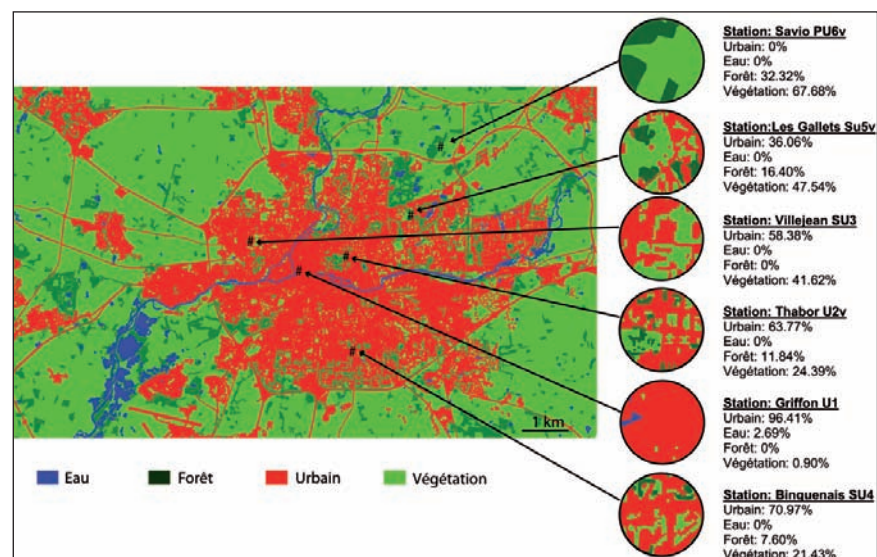 Station: Savio PU6v
Urbain: 0%
Eau: 0%
Forêt: 32.32%
Végétation: 67.68%
Station:Les Gallets Su5v
Urbain: 36.06%
Eau: 0%
Forêt: 16.40%
Végétation: 47.54%
Station: Villejean SU3
Urbain: 58.38%
Eau: 0%
Forêt: 0%
Végétation: 41.62%
Station: Thabor U2v
Urbain: 63.77%
Eau: 0%
Forêt: 11.84%
Végétation: 24.39%
Station: Griffon U1
Urbain: 96.41%
Eau: 2.69%
Forêt: 0%
Végétation: 0.90%
Station: Binquenais SU4
Urbain: 70.97%
Eau: 0%
Forêt: 7.60%
Végétation: 21.43%
#
#
#
#
#
#
1 km
Eau
Forêt
Urbain
Végétation